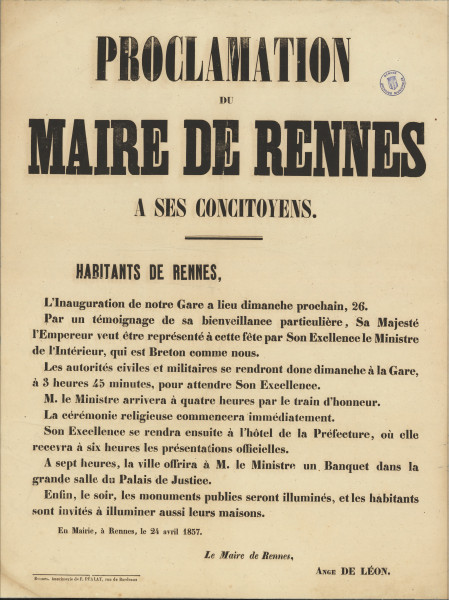 PROCLAMATION
DU
MAIRE DE RENNES
A SES CONCITOYENS.
HABITANTS DE RENNES,
L'Inauguration de notre Gare a lieu dimanche prochain, 26.
Par un témoignage de sa bienveillance particulière, Sa Majesté
l'Empereur veut être représenté à cette fête par Son Exellence le Ministre
de l'Intérieur, qui est Breton comme nous.
Les autorités civiles et militaires se rendront donc dimanche à la Gare,
à 3 heures 45 minutes, pour attendre Son Excellence.
M. le Ministre arrivera à quatre heures par le train d'honneur.
La cérémonie religieuse commencera immédiatement.
Son Excellence se rendra ensuite à l'hôtel de la Préfecture, où elle
recevra à six heures les présentations officielles.
A sept heures, la ville offrira à M. le Ministre un Banquet dans la
grande salle du Palais de Justice.
Enfin, le soir, les monuments publics seront illuminés, et les habitants
sont invités à illuminer aussi leurs maisons.
En Mairie, à Rennes, le 24 avril 1857.
Le Maire de Rennes,
ANGE DE LÉON.
rue de Bordeaux